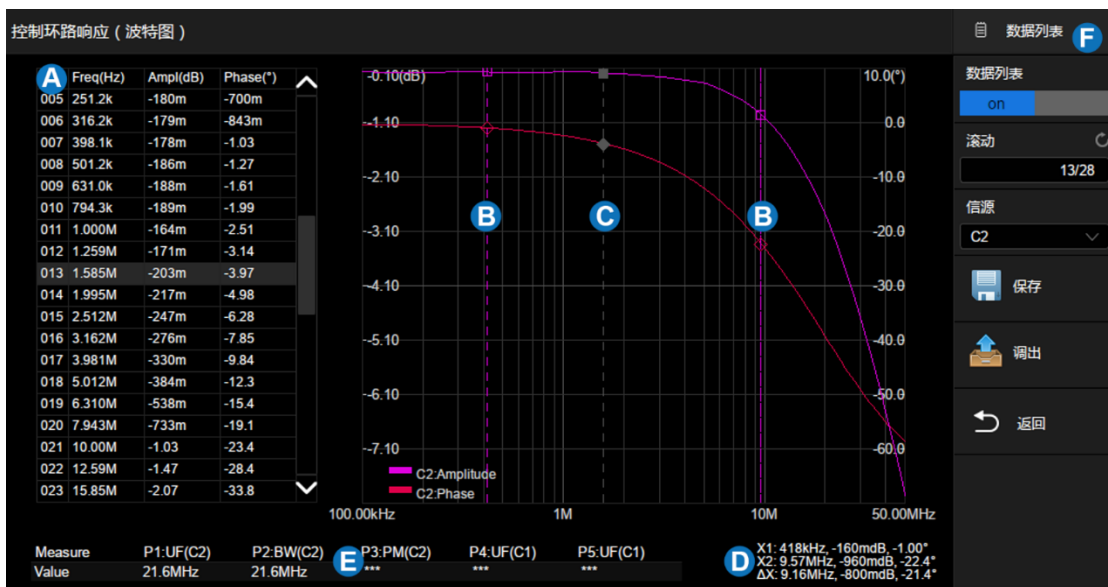 控制环路响应（波特图）
数据列表 F
A Freq(Hz) Ampl(dB) Phase(°)
005 251.2k -180m -700m
006 316.2k -179m -843m
007 398.1k -178m -1.03
008 501.2k -186m -1.27
009 631.0k -188m -1.61
010 794.3k -189m -1.99
011 1.000M -164m -2.51
012 1.259M -171m -3.14
013 1.585M -203m -3.97
014 1.995M -217m -4.98
015 2.512M -247m -6.28
016 3.162M -276m -7.85
017 3.981M -330m -9.84
018 5.012M -384m -12.3
019 6.310M -538m -15.4
020 7.943M -733m -19.1
021 10.00M -1.03 -23.4
022 12.59M -1.47 -28.4
023 15.85M -2.07 -33.8
-0.10(dB) 10.0(°)
-1.10 0.0
-2.10 -10.0
B C B
-3.10 -20.0
-4.10 -30.0
-5.10 -40.0
-6.10 -50.0
-7.10 -60.0
C2:Amplitude
C2:Phase
100.00kHz 1M 10M 50.00MHz
数据列表
on
滚动
13/28
信源
C2
保存
调出
返回
Measure P1:UF(C2) P2:BW(C2) P3:PM(C2) P4:UF(C1) P5:UF(C1)
Value 21.6MHz 21.6MHz E *** *** ***
D
X1: 418kHz, -160mdB, -1.00°
X2: 9.57MHz, -960mdB, -22.4°
ΔX: 9.16MHz, -800mdB, -21.4°